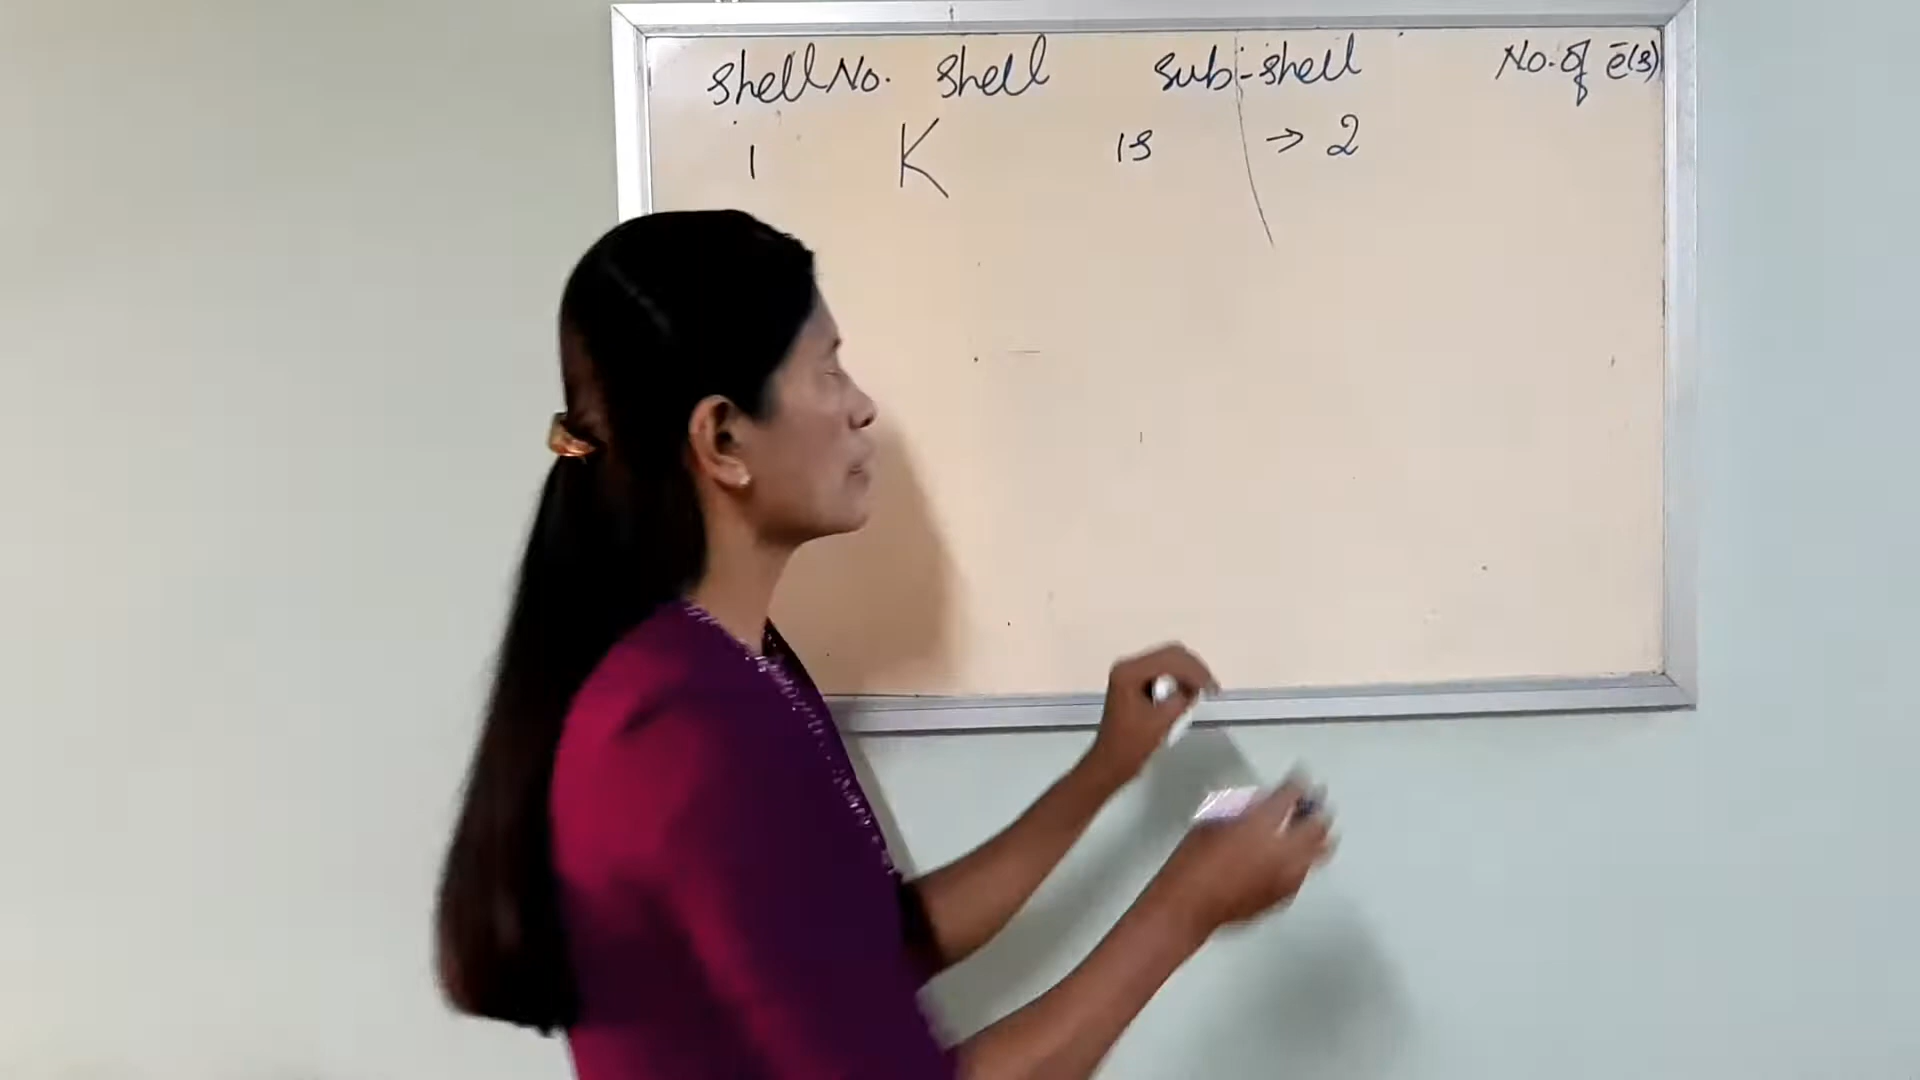 shell No. shell sub-shell No. of ē(s)
1 K 1s → 2